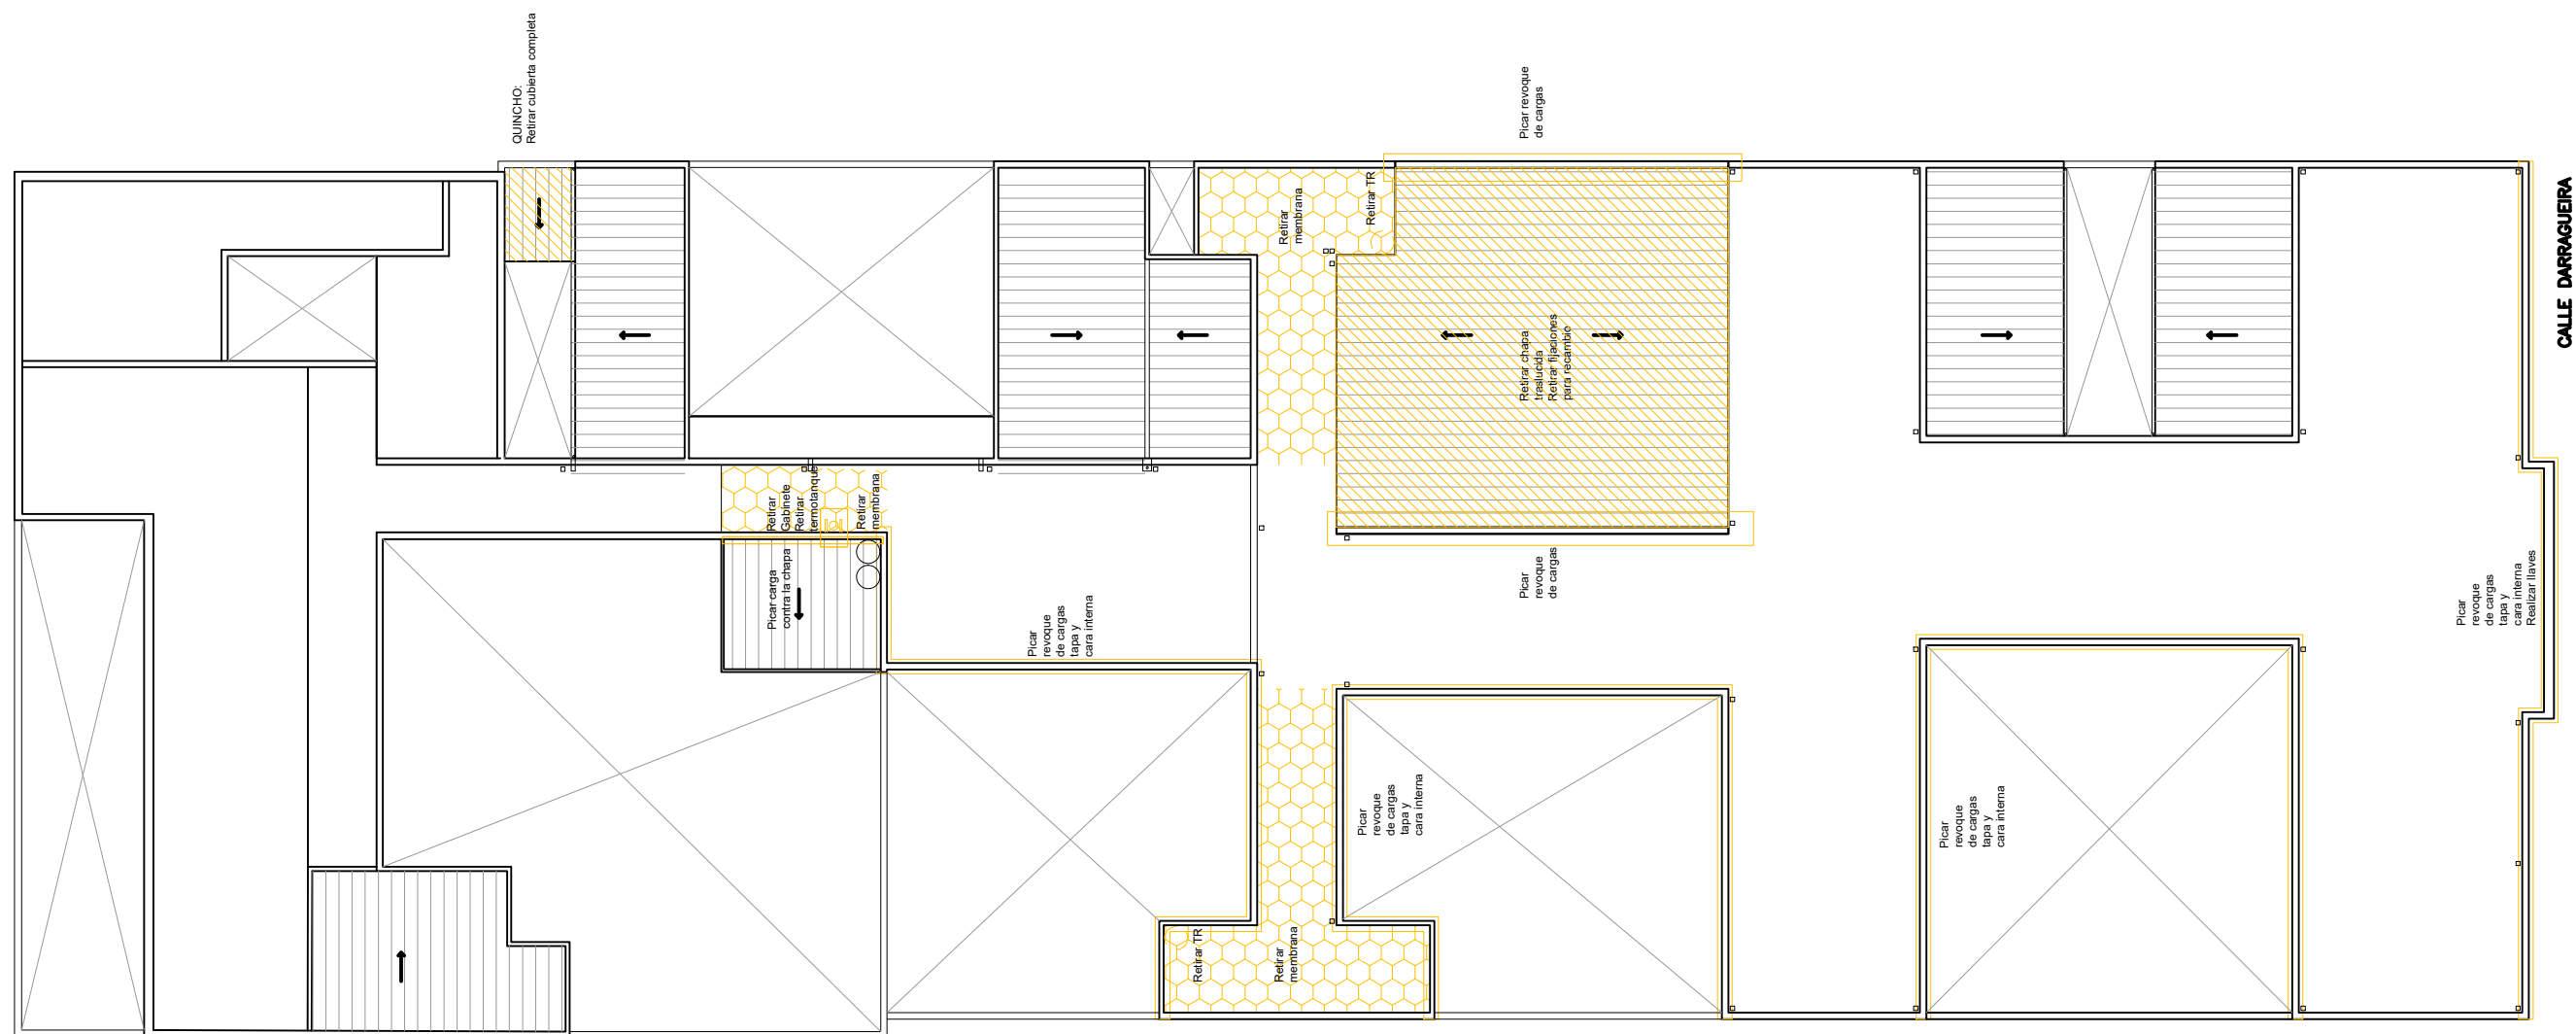 QUINCHO:
Retirar cubierta completa
Retirar
Gabinete
Retirar
termotanque
Retirar
membrana
Picar carga
contra la chapa
Picar
revoque
de cargas
tapa y
cara interna
Retirar TR
Retirar
membrana
Retirar
membrana
Retirar TR
Picar
revoque
de cargas
tapa y
cara interna
Picar revoque
de cargas
Retirar chapa
traslucida
Retirar fijaciones
para recambio
Picar
revoque
de cargas
Picar
revoque
de cargas
tapa y
cara interna
Picar
revoque
de cargas
tapa y
cara interna
Realizar llaves
CALLE DARRAGUEIRA